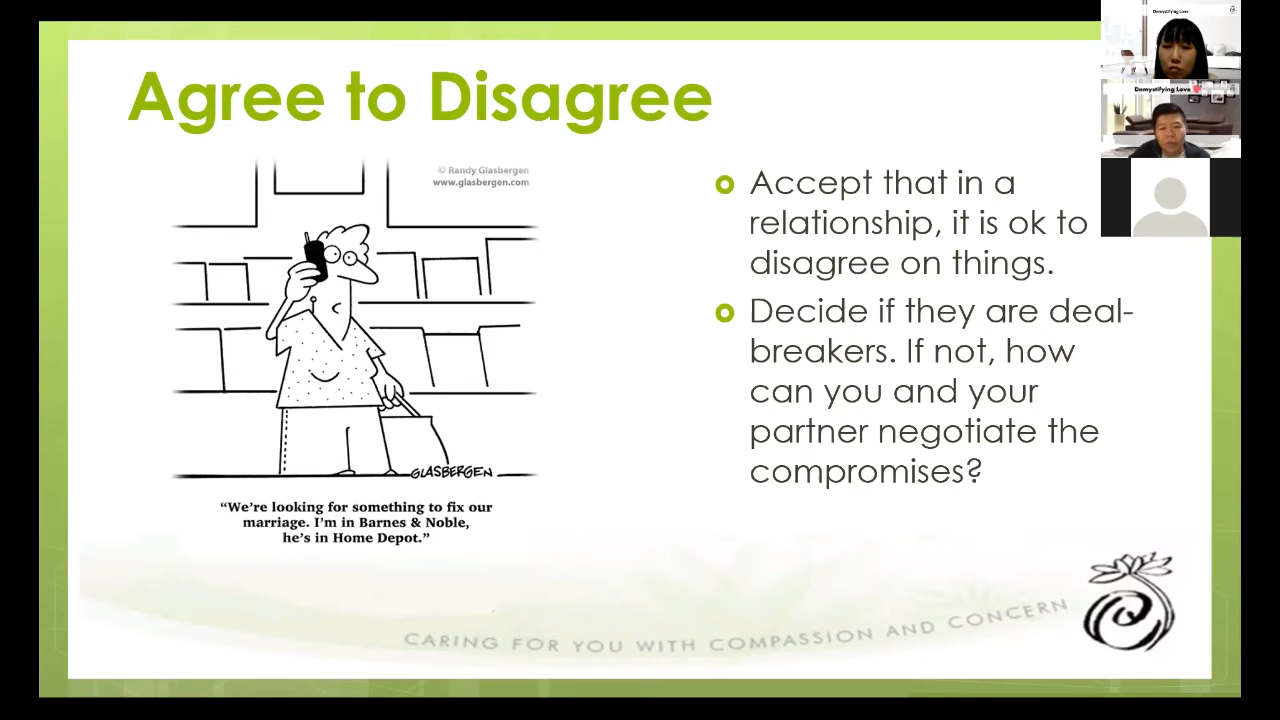 Agree to Disagree
© Randy Glasbergen
www.glasbergen.com
GLASBERGEN
"We're looking for something to fix our
marriage. I'm in Barnes & Noble,
he's in Home Depot."
Accept that in a
relationship, it is ok to
disagree on things.
Decide if they are deal-
breakers. If not, how
can you and your
partner negotiate the
compromises?
CARING FOR YOU WITH COMPASSION AND CONCERN
Demystifying Love
Demystifying Love